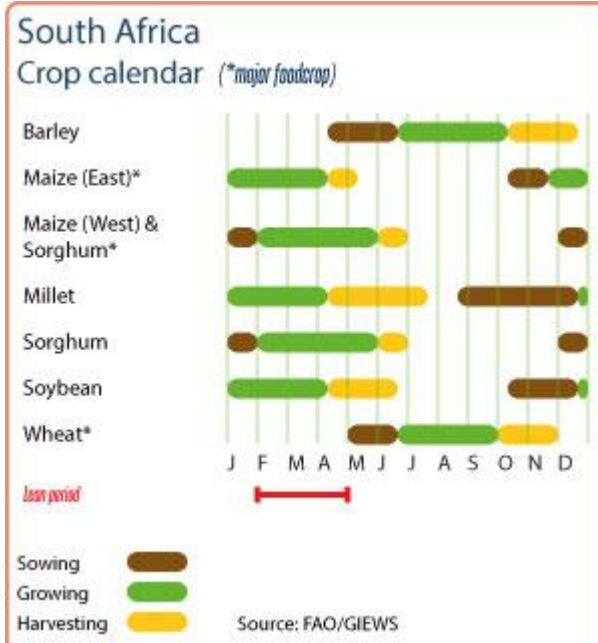 South Africa
Crop calendar (*major foodcrop)
Barley
Maize (East)*
Maize (West) &
Sorghum*
Millet
Sorghum
Soybean
Wheat*
J F M A M J J A S O N D
Lean period
Sowing
Growing
Harvesting Source: FAO/GIEWS